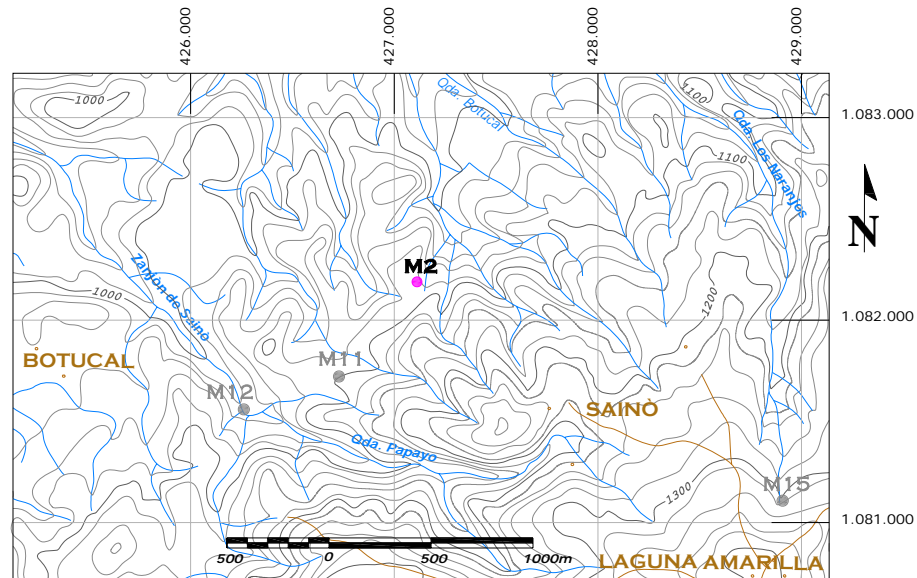 426.000
427.000
428.000
429.000
1000
Qda. Botucal
1100
Qda. Los Naranjos
1.083.000
1100
N
Zanjòn de Sainò
M2
1000
1200
1.082.000
BOTUCAL
M11
M12
SAINÒ
Qda. Papayo
1300
M15
1.081.000
500
0
500
1000m
LAGUNA AMARILLA